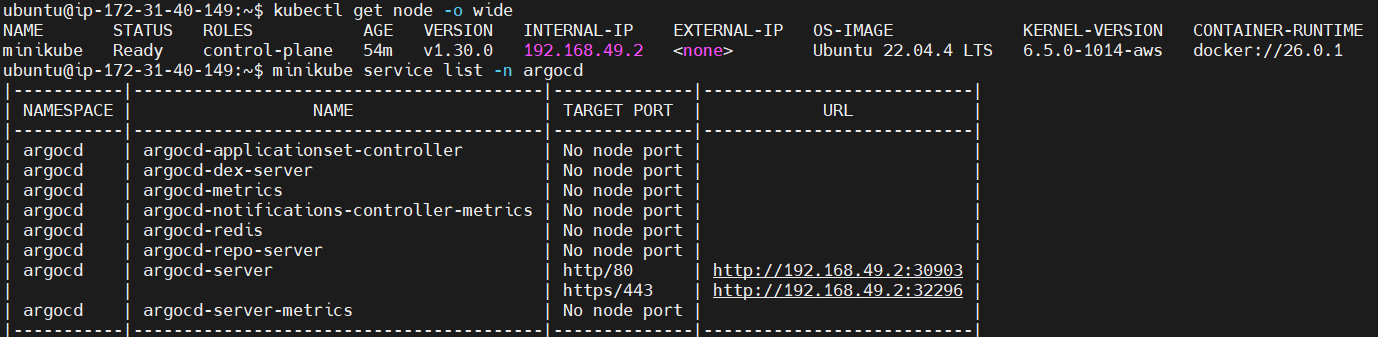 ubuntu@ip-172-31-40-149:~$ kubectl get node -o wide
NAME       STATUS   ROLES           AGE   VERSION   INTERNAL-IP    EXTERNAL-IP   OS-IMAGE             KERNEL-VERSION   CONTAINER-RUNTIME
minikube   Ready    control-plane   54m   v1.30.0   192.168.49.2   <none>        Ubuntu 22.04.4 LTS   6.5.0-1014-aws   docker://26.0.1
ubuntu@ip-172-31-40-149:~$ minikube service list -n argocd
|-----------|-----------------------------------------|--------------|---------------------------|
| NAMESPACE |                  NAME                   | TARGET PORT  |            URL            |
|-----------|-----------------------------------------|--------------|---------------------------|
| argocd    | argocd-applicationset-controller        | No node port |                           |
| argocd    | argocd-dex-server                       | No node port |                           |
| argocd    | argocd-metrics                          | No node port |                           |
| argocd    | argocd-notifications-controller-metrics | No node port |                           |
| argocd    | argocd-redis                            | No node port |                           |
| argocd    | argocd-repo-server                      | No node port |                           |
| argocd    | argocd-server                           | http/80      | http://192.168.49.2:30903 |
|           |                                         | https/443    | http://192.168.49.2:32296 |
| argocd    | argocd-server-metrics                   | No node port |                           |
|-----------|-----------------------------------------|--------------|---------------------------|